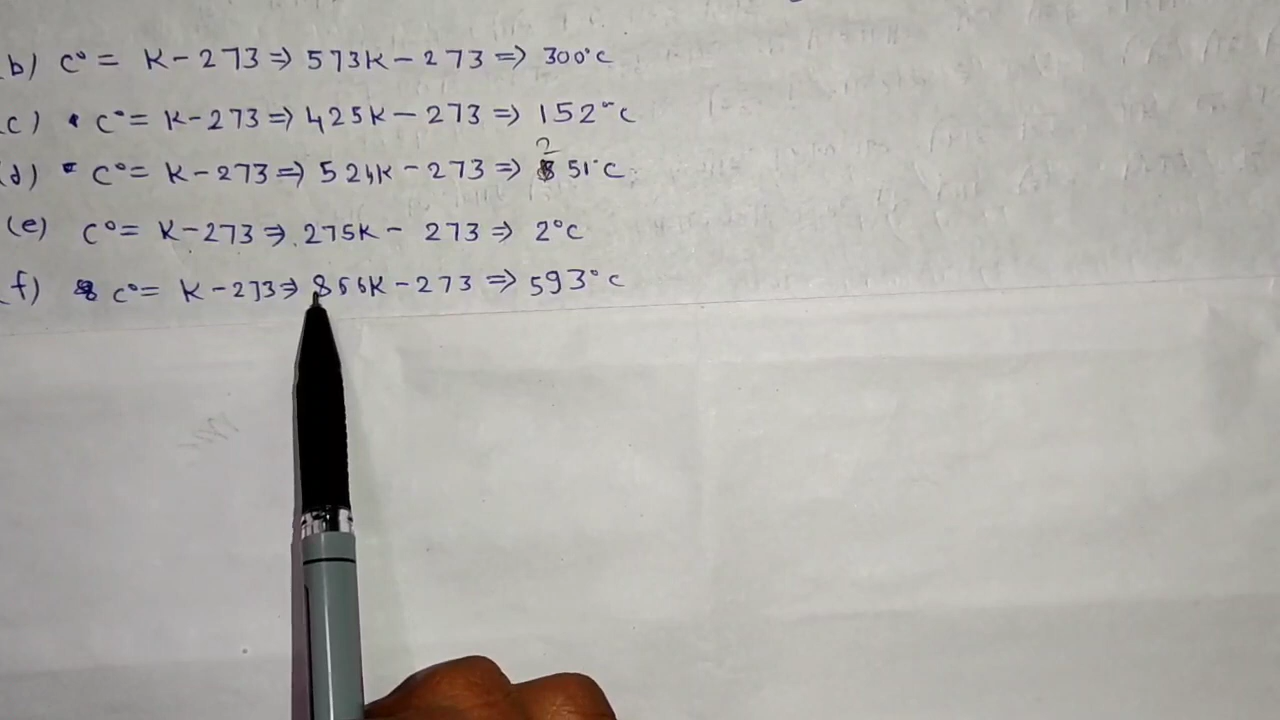 (b) C° = K - 273 ⇒ 573K - 273 ⇒ 300°C
(c) C° = K - 273 ⇒ 425K - 273 ⇒ 152°C
(d) C° = K - 273 ⇒ 524K - 273 ⇒ 251°C
(e) C° = K - 273 ⇒ 275K - 273 ⇒ 2°C
(f) C° = K - 273 ⇒ 866K - 273 ⇒ 593°C